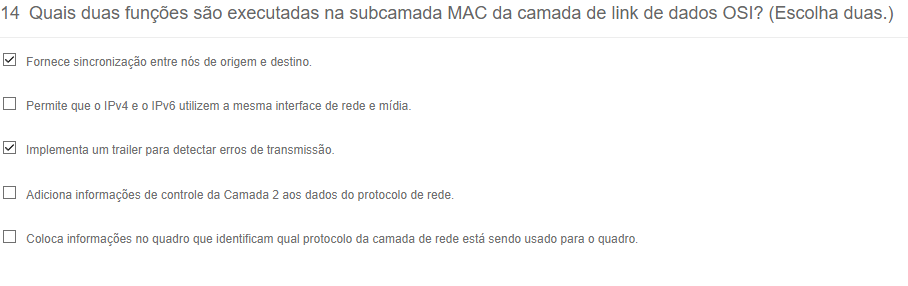 14 Quais duas funções são executadas na subcamada MAC da camada de link de dados OSI? (Escolha duas.)
Fornece sincronização entre nós de origem e destino.
Permite que o IPv4 e o IPv6 utilizem a mesma interface de rede e mídia.
Implementa um trailer para detectar erros de transmissão.
Adiciona informações de controle da Camada 2 aos dados do protocolo de rede.
Coloca informações no quadro que identificam qual protocolo da camada de rede está sendo usado para o quadro.